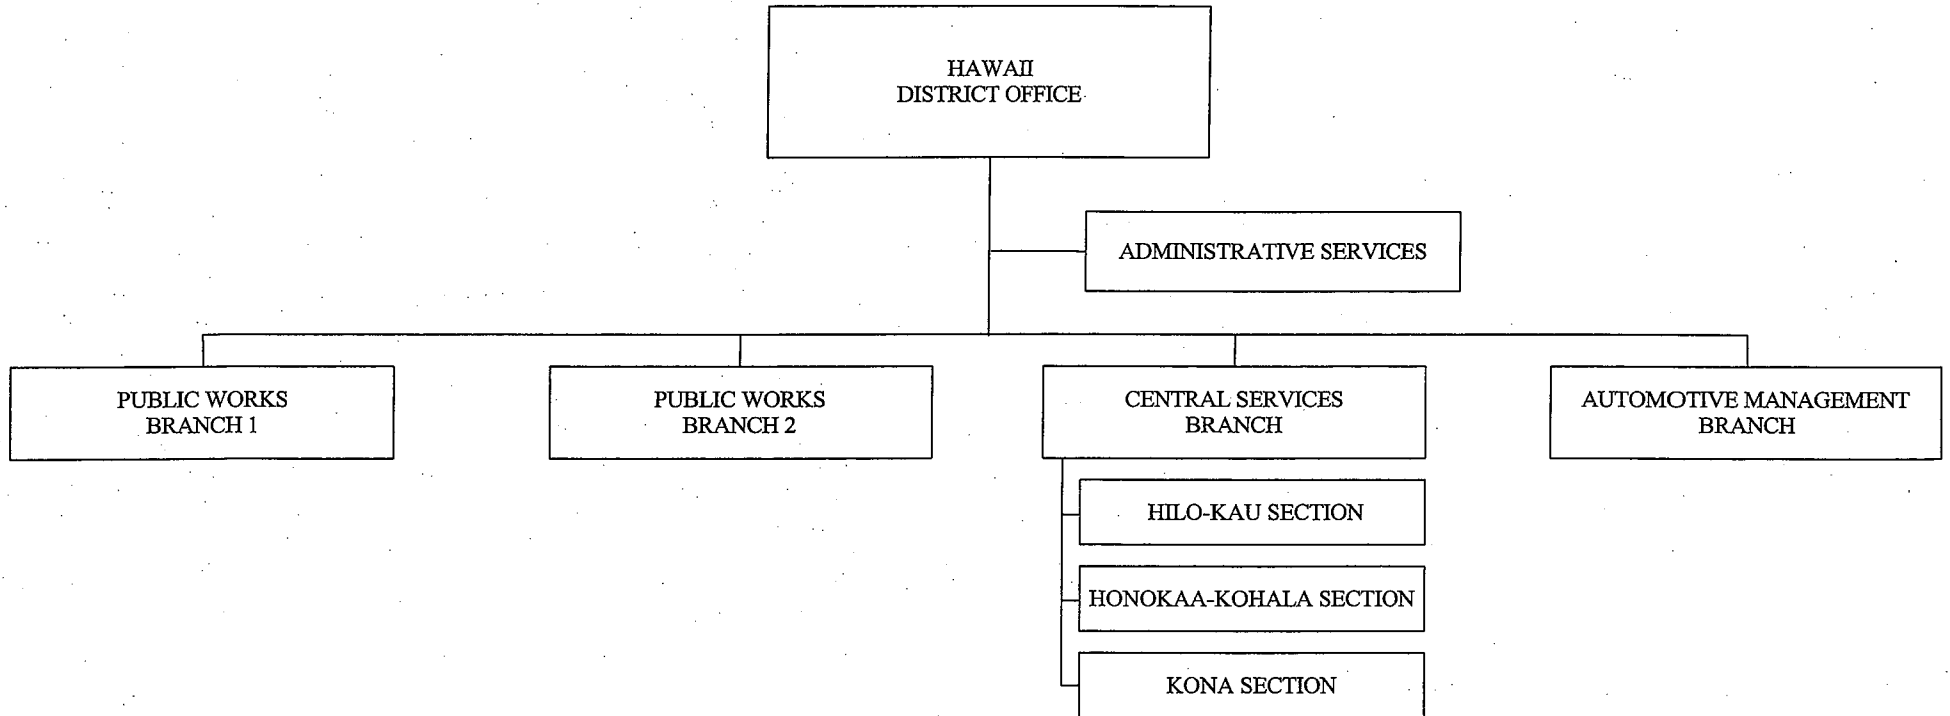 HAWAII
DISTRICT OFFICE
ADMINISTRATIVE SERVICES
PUBLIC WORKS
BRANCH 1
PUBLIC WORKS
BRANCH 2
CENTRAL SERVICES
BRANCH
AUTOMOTIVE MANAGEMENT
BRANCH
HILO-KAU SECTION
HONOKAA-KOHALA SECTION
KONA SECTION